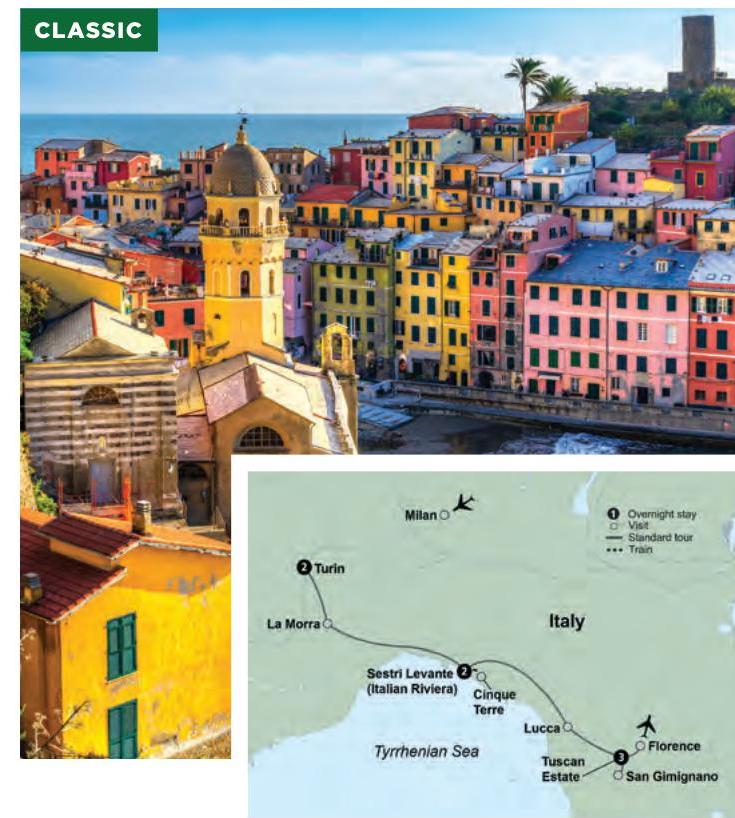 CLASSIC
Milan
1 Overnight stay
Visit
Standard tour
Train
2 Turin
La Morra
Italy
Sestri Levante 2
(Italian Riviera)
Cinque
Terre
Lucca
Florence
Tyrrhenian Sea
Tuscan 3
Estate
San Gimignano